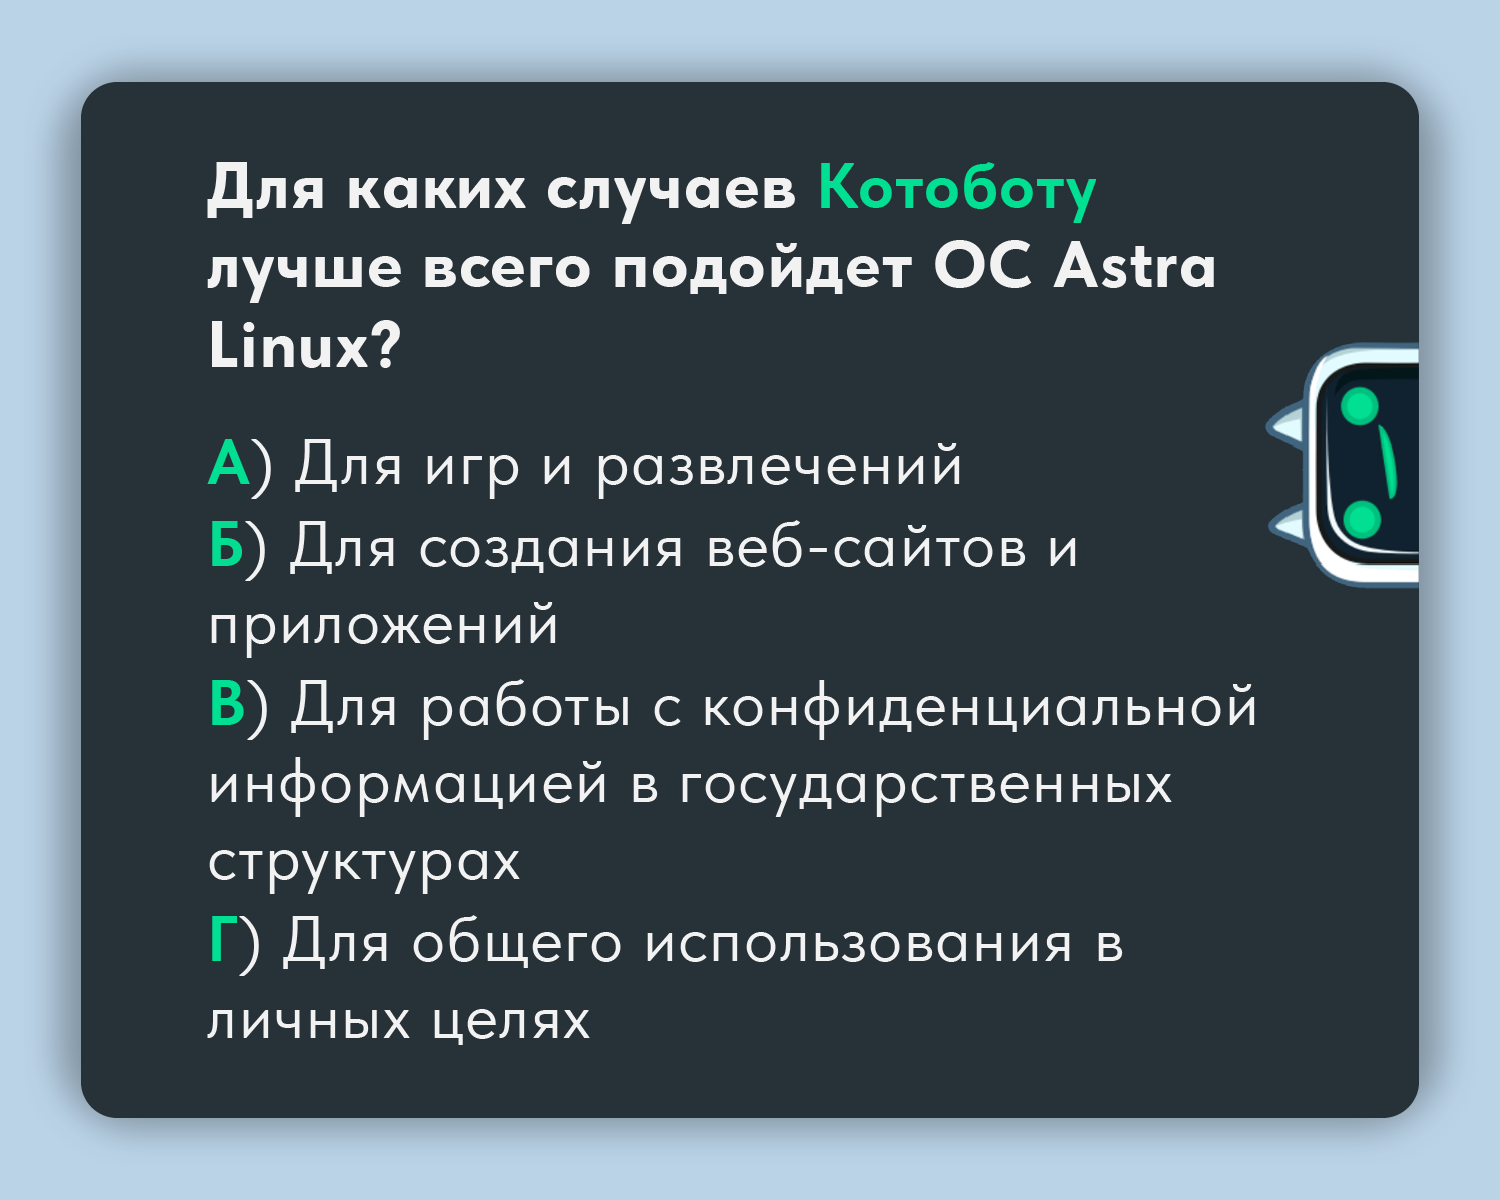 Для каких случаев Котоботу
лучше всего подойдет ОС Astra
Linux?
А) Для игр и развлечений
Б) Для создания веб-сайтов и
приложений
В) Для работы с конфиденциальной
информацией в государственных
структурах
Г) Для общего использования в
личных целях